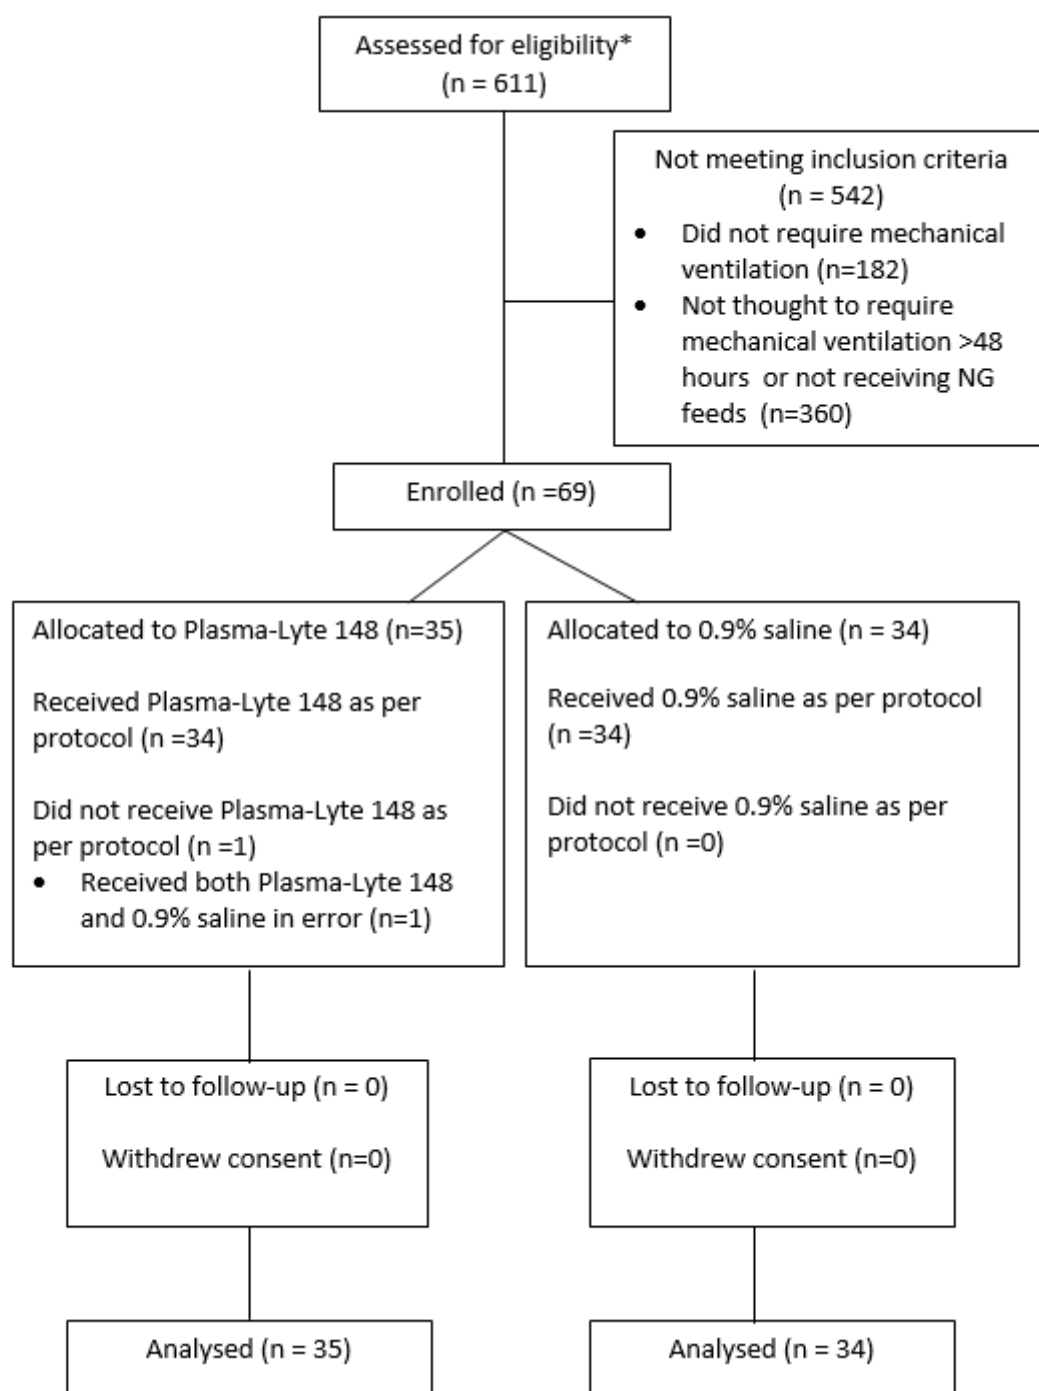 Assessed for eligibility*
(n = 611)
Not meeting inclusion criteria
(n = 542)
• Did not require mechanical
ventilation (n=182)
• Not thought to require
mechanical ventilation >48
hours  or not receiving NG
feeds  (n=360)
Enrolled (n =69)
Allocated to Plasma-Lyte 148 (n=35)
Received Plasma-Lyte 148 as per
protocol (n =34)
Did not receive Plasma-Lyte 148 as
per protocol (n =1)
• Received both Plasma-Lyte 148
and 0.9% saline in error (n=1)
Allocated to 0.9% saline (n = 34)
Received 0.9% saline as per protocol
(n =34)
Did not receive 0.9% saline as per
protocol (n =0)
Lost to follow-up (n = 0)
Withdrew consent (n=0)
Lost to follow-up (n = 0)
Withdrew consent (n=0)
Analysed (n = 35)
Analysed (n = 34)